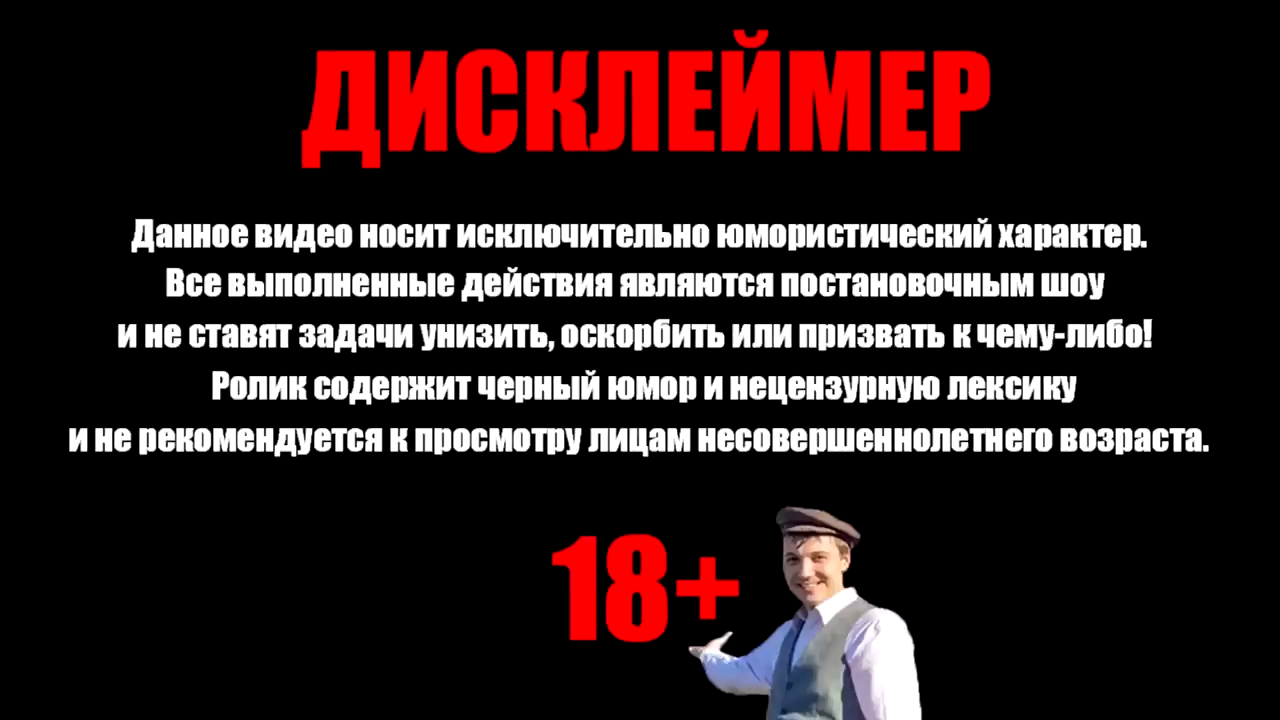 ДИСКЛЕЙМЕР
Данное видео носит исключительно юмористический характер.
Все выполненные действия являются постановочным шоу
и не ставят задачи унизить, оскорбить или призвать к чему-либо!
Ролик содержит черный юмор и нецензурную лексику
и не рекомендуется к просмотру лицам несовершеннолетнего возраста.
18+